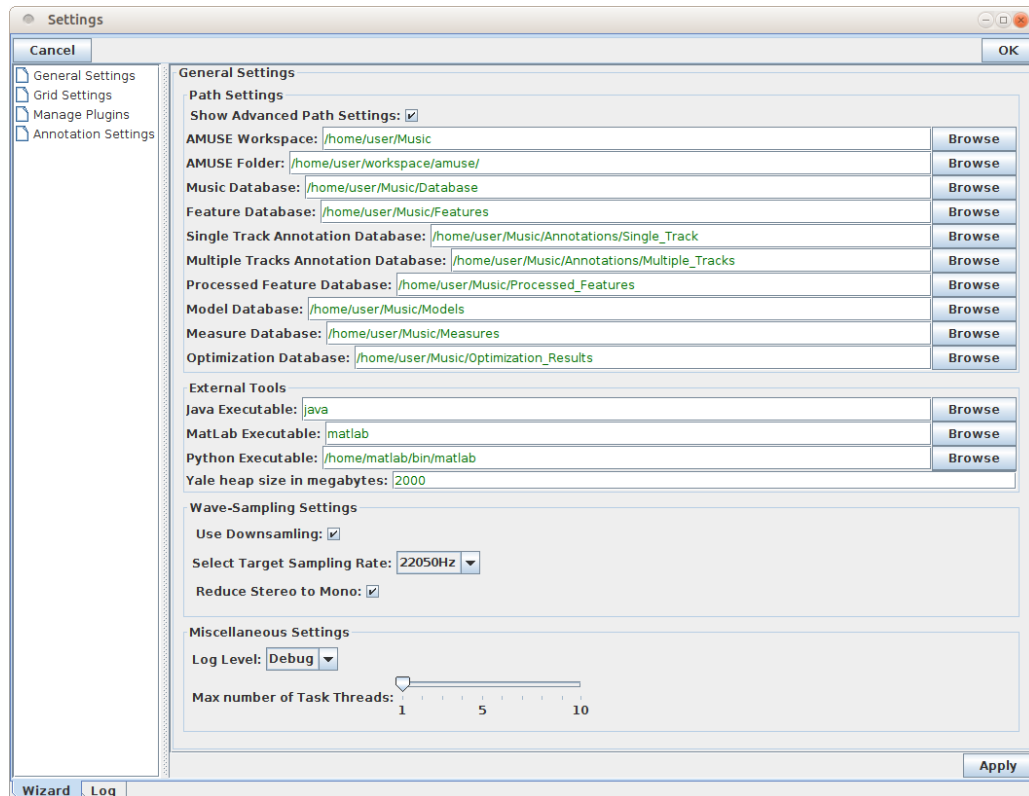 Settings
Cancel
OK
General Settings
Grid Settings
Manage Plugins
Annotation Settings
General Settings
Path Settings
Show Advanced Path Settings:
AMUSE Workspace: /home/user/Music Browse
AMUSE Folder: /home/user/workspace/amuse/ Browse
Music Database: /home/user/Music/Database Browse
Feature Database: /home/user/Music/Features Browse
Single Track Annotation Database: /home/user/Music/Annotations/Single_Track Browse
Multiple Tracks Annotation Database: /home/user/Music/Annotations/Multiple_Tracks Browse
Processed Feature Database: /home/user/Music/Processed_Features Browse
Model Database: /home/user/Music/Models Browse
Measure Database: /home/user/Music/Measures Browse
Optimization Database: /home/user/Music/Optimization_Results Browse
External Tools
Java Executable: java Browse
MatLab Executable: matlab Browse
Python Executable: /home/matlab/bin/matlab Browse
Yale heap size in megabytes: 2000
Wave-Sampling Settings
Use Downsamling:
Select Target Sampling Rate: 22050Hz
Reduce Stereo to Mono:
Miscellaneous Settings
Log Level: Debug
Max number of Task Threads:
1 5 10
Apply
Wizard Log